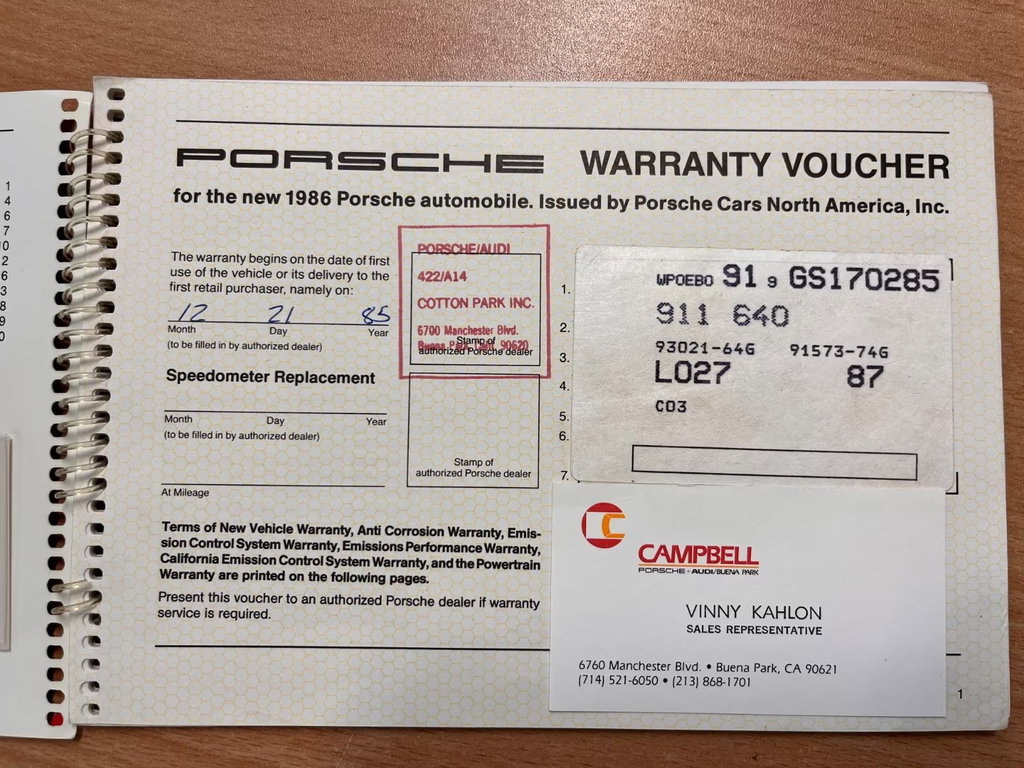 PORSCHE WARRANTY VOUCHER
for the new 1986 Porsche automobile. Issued by Porsche Cars North America, Inc.
The warranty begins on the date of first
use of the vehicle or its delivery to the
first retail purchaser, namely on:
12 21 85
Month Day Year
(to be filled in by authorized dealer)
Speedometer Replacement
Month Day Year
(to be filled in by authorized dealer)
At Mileage
PORSCHE/AUDI
422/A14
COTTON PARK INC.
6700 Manchester Blvd.
Buena Park, 90620
Stamp of
authorized Porsche dealer
Stamp of
authorized Porsche dealer
1.
2.
3.
4.
5.
6.
7.
WPOEBO 91 9 GS170285
911 640
93021-64G 91573-74G
L027 87
C03
Terms of New Vehicle Warranty, Anti Corrosion Warranty, Emis-
sion Control System Warranty, Emissions Performance Warranty,
California Emission Control System Warranty, and the Powertrain
Warranty are printed on the following pages.
Present this voucher to an authorized Porsche dealer if warranty
service is required.
CAMPBELL
PORSCHE + AUDI/BUENA PARK
VINNY KAHLON
SALES REPRESENTATIVE
6760 Manchester Blvd. • Buena Park, CA 90621
(714) 521-6050 • (213) 868-1701
1